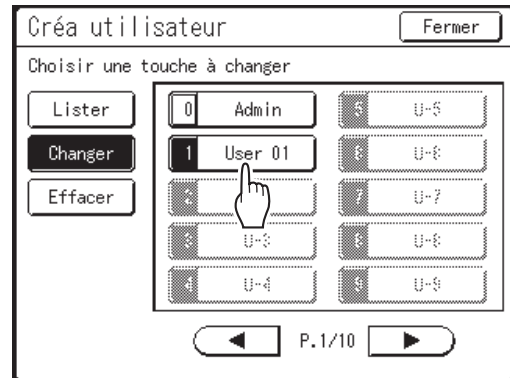 Créa utilisateur
Fermer
Choisir une touche à changer
Lister
Changer
Effacer
0 Admin
1 User 01
2
3 U-3
4 U-4
5 U-5
6 U-6
7 U-7
8 U-8
9 U-9
P.1/10